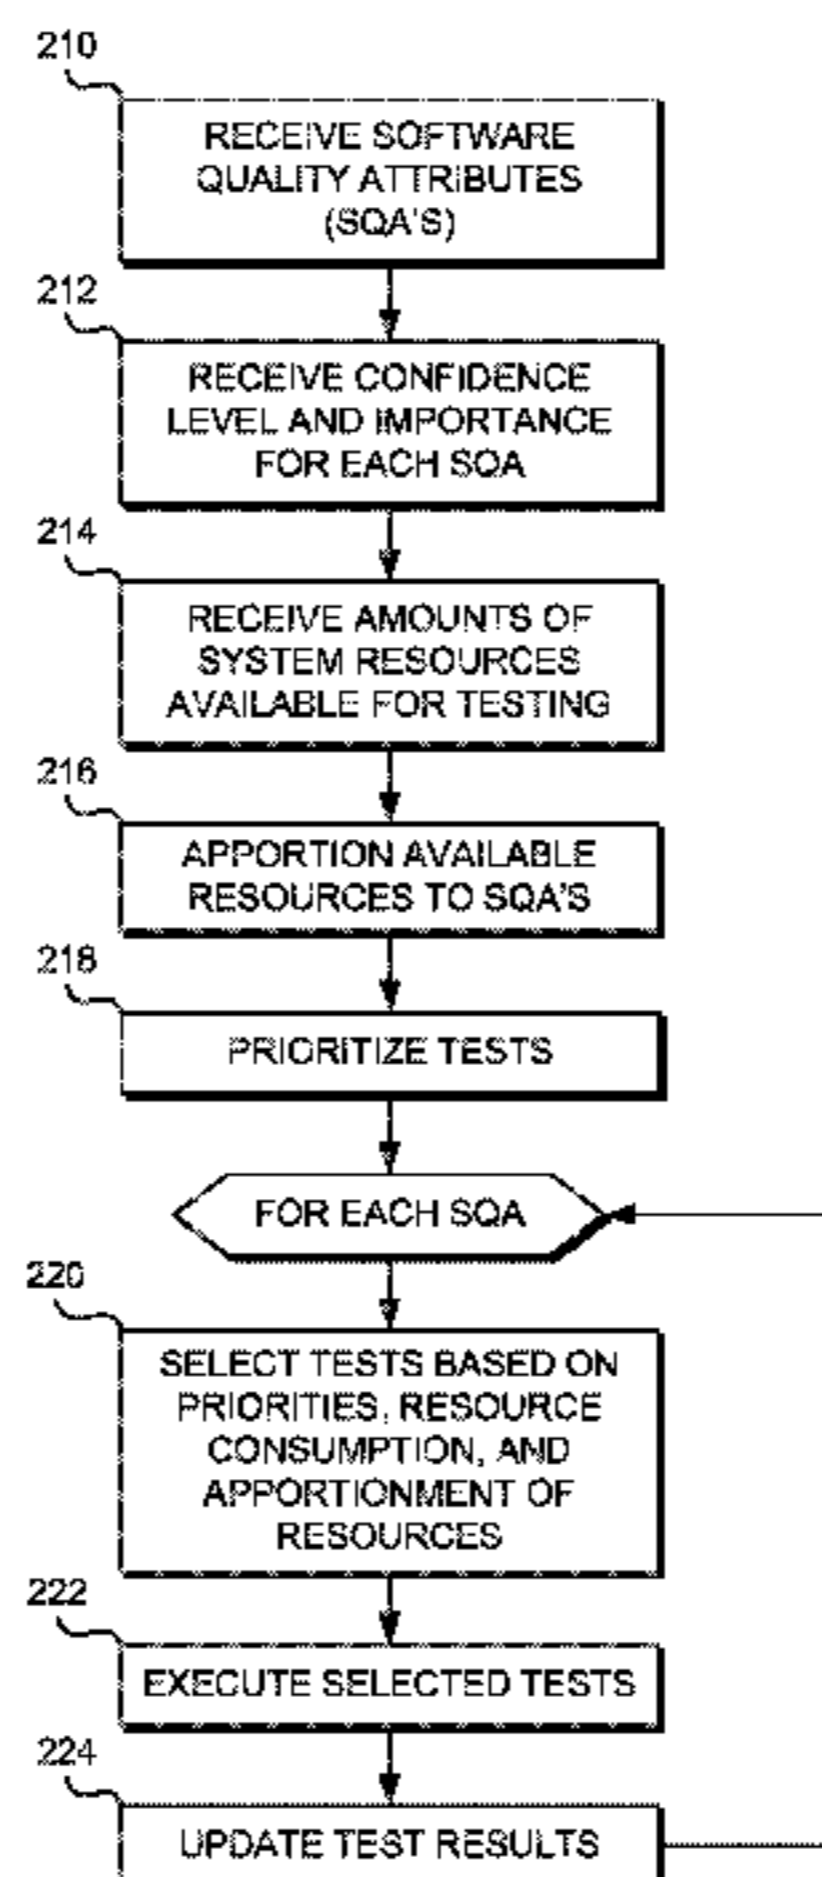 210
RECEIVE SOFTWARE
QUALITY ATTRIBUTES
(SQA'S)
212
RECEIVE CONFIDENCE
LEVEL AND IMPORTANCE
FOR EACH SQA
214
RECEIVE AMOUNTS OF
SYSTEM RESOURCES
AVAILABLE FOR TESTING
216
APPORTION AVAILABLE
RESOURCES TO SQA'S
218
PRIORITIZE TESTS
FOR EACH SQA
220
SELECT TESTS BASED ON
PRIORITIES, RESOURCE
CONSUMPTION, AND
APPORTIONMENT OF
RESOURCES
222
EXECUTE SELECTED TESTS
224
UPDATE TEST RESULTS